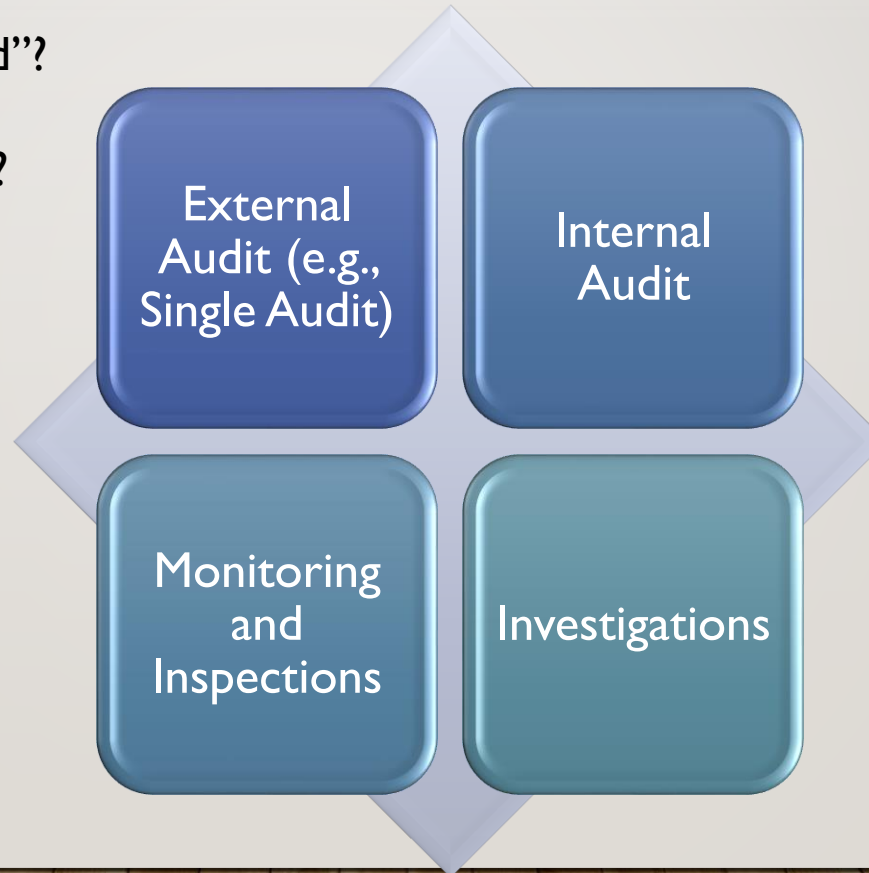 d”?
?
External
Audit (e.g.,
Single Audit)
Internal
Audit
Monitoring
and
Inspections
Investigations